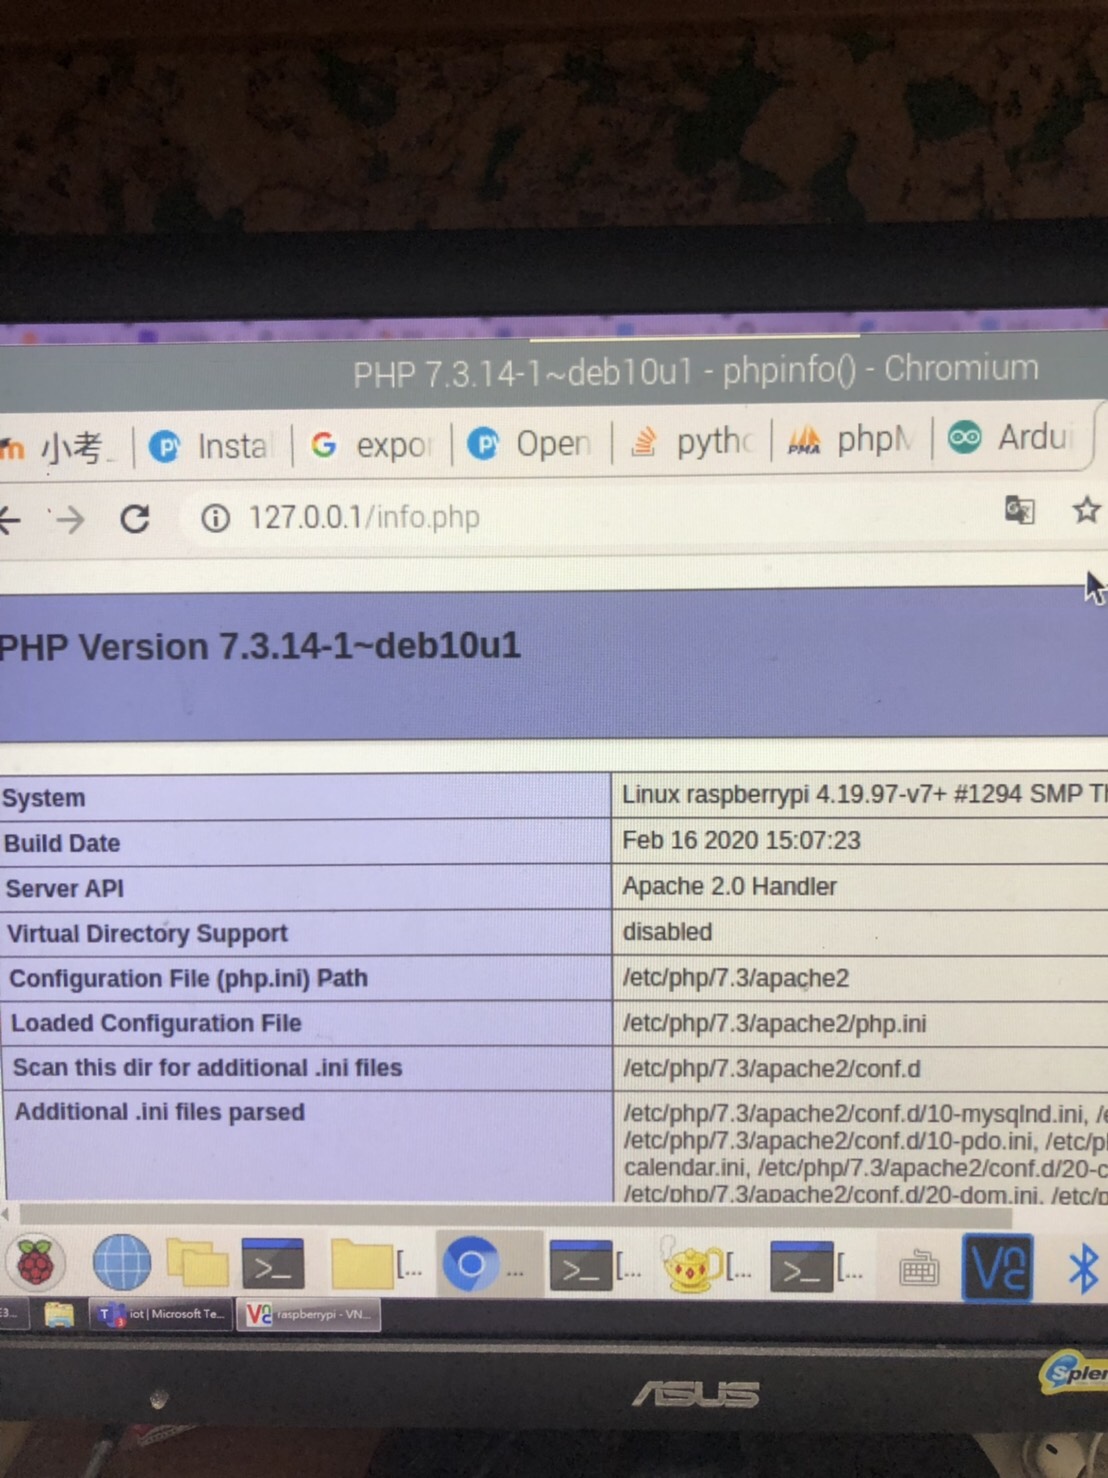 PHP 7.3.14-1~deb10u1 - phpinfo() - Chromium
小考 Insta expo Open pytho PMA phpM Ardui
127.0.0.1/info.php
PHP Version 7.3.14-1~deb10u1
System Linux raspberrypi 4.19.97-v7+ #1294 SMP Th
Build Date Feb 16 2020 15:07:23
Server API Apache 2.0 Handler
Virtual Directory Support disabled
Configuration File (php.ini) Path /etc/php/7.3/apache2
Loaded Configuration File /etc/php/7.3/apache2/php.ini
Scan this dir for additional .ini files /etc/php/7.3/apache2/conf.d
Additional .ini files parsed /etc/php/7.3/apache2/conf.d/10-mysqlnd.ini, /e
/etc/php/7.3/apache2/conf.d/10-pdo.ini, /etc/p
calendar.ini, /etc/php/7.3/apache2/conf.d/20-c
/etc/php/7.3/apache2/conf.d/20-dom.ini, /etc/p
[... ... [... [... [...
iot | Microsoft Te... raspberrypi - VN...
ASUS
Splen